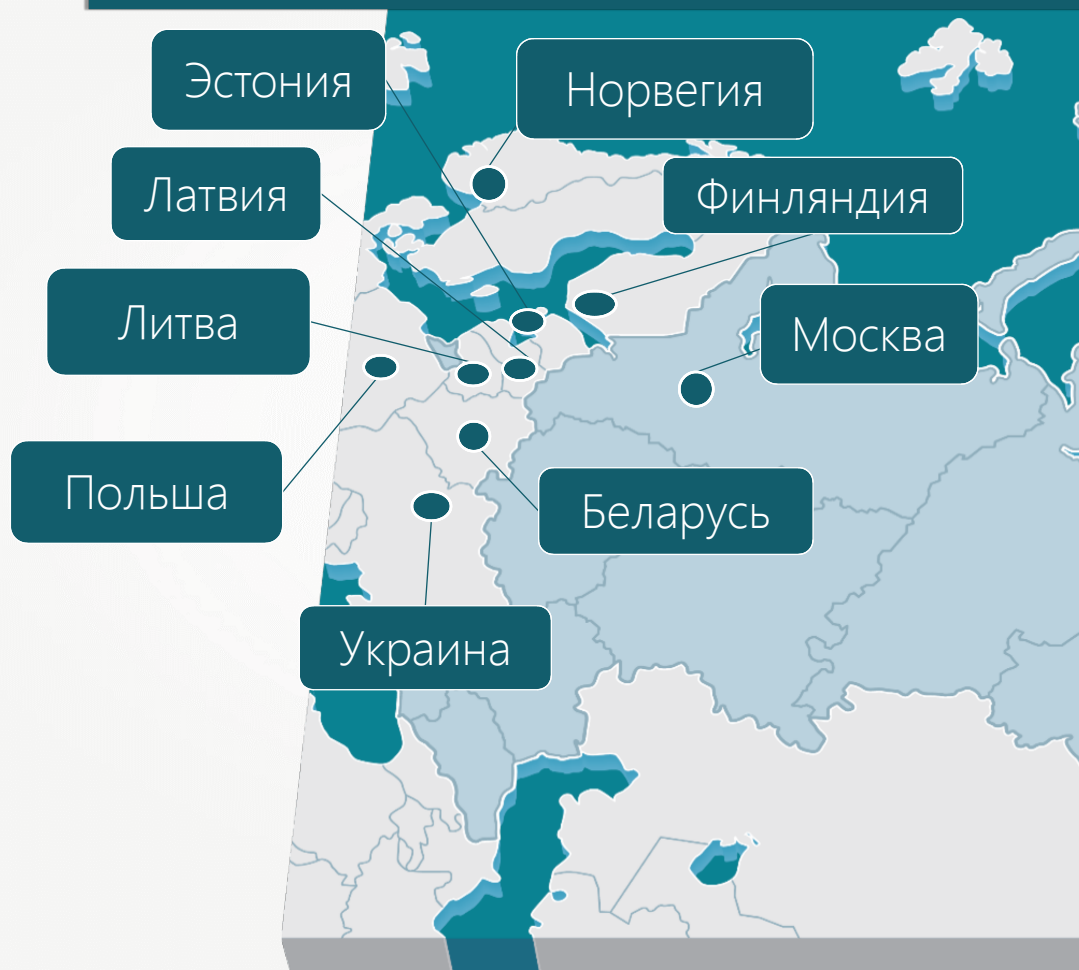 Эстония
Норвегия
Латвия
Финляндия
Литва
Москва
Польша
Беларусь
Украина